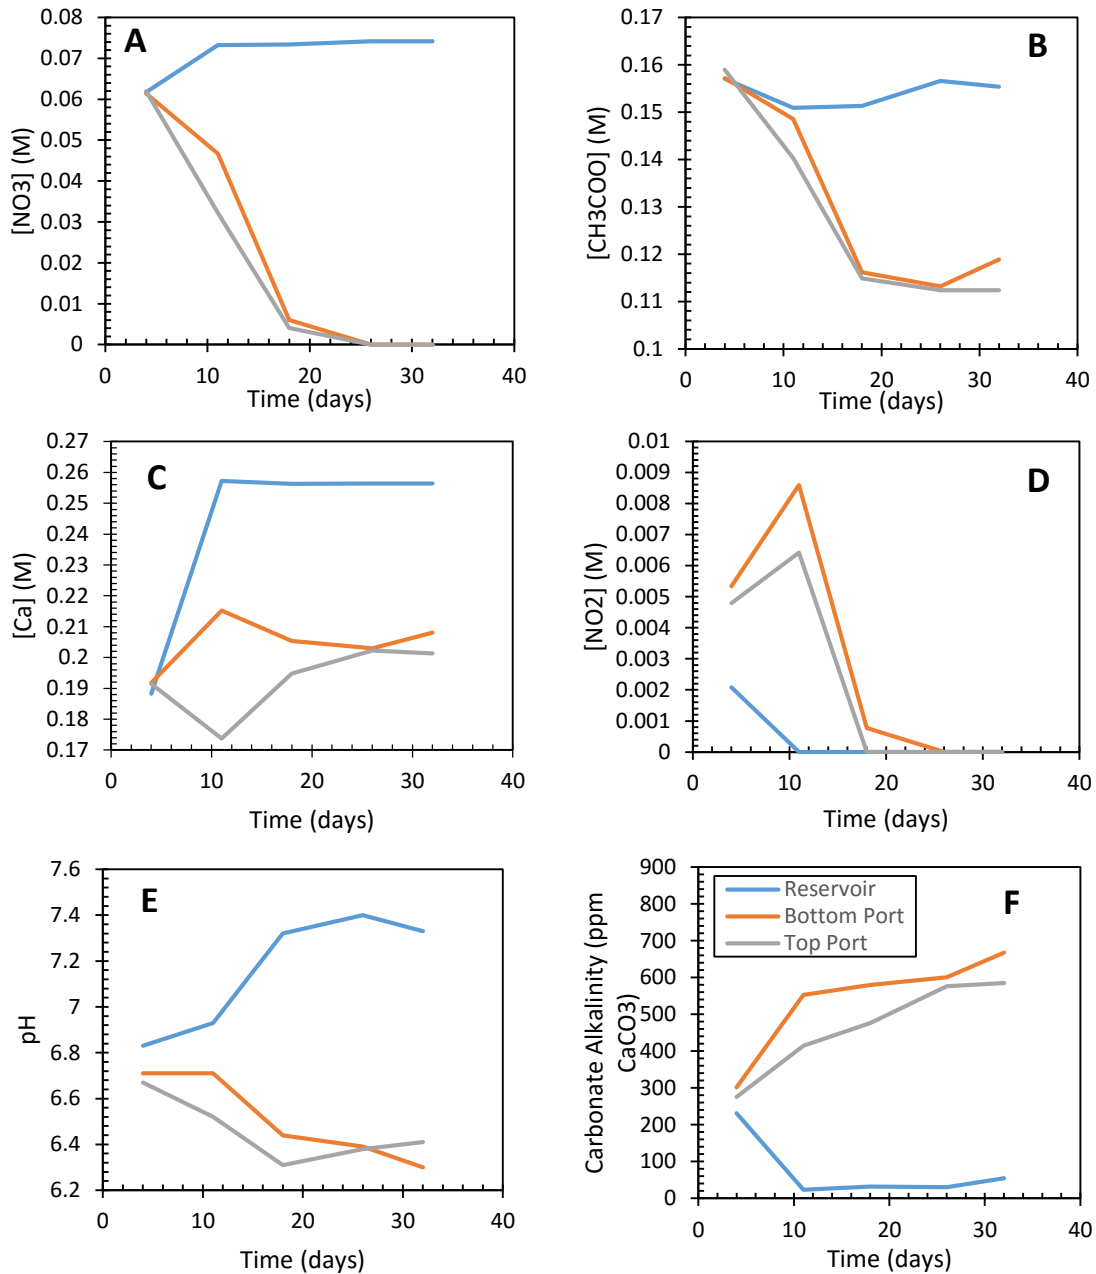 A
[NO3] (M)
0.08
0.07
0.06
0.05
0.04
0.03
0.02
0.01
0
0 10 20 30 40
Time (days)
B
[CH3COO] (M)
0.17
0.16
0.15
0.14
0.13
0.12
0.11
0.1
0 10 20 30 40
Time (days)
C
[Ca] (M)
0.27
0.26
0.25
0.24
0.23
0.22
0.21
0.2
0.19
0.18
0.17
0 10 20 30 40
Time (days)
D
[NO2] (M)
0.01
0.009
0.008
0.007
0.006
0.005
0.004
0.003
0.002
0.001
0
0 10 20 30 40
Time (days)
E
pH
7.6
7.4
7.2
7
6.8
6.6
6.4
6.2
0 10 20 30 40
Time (days)
F
Carbonate Alkalinity (ppm
CaCO3)
900
800
700
600
500
400
300
200
100
0
Reservoir
Bottom Port
Top Port
0 10 20 30 40
Time (days)